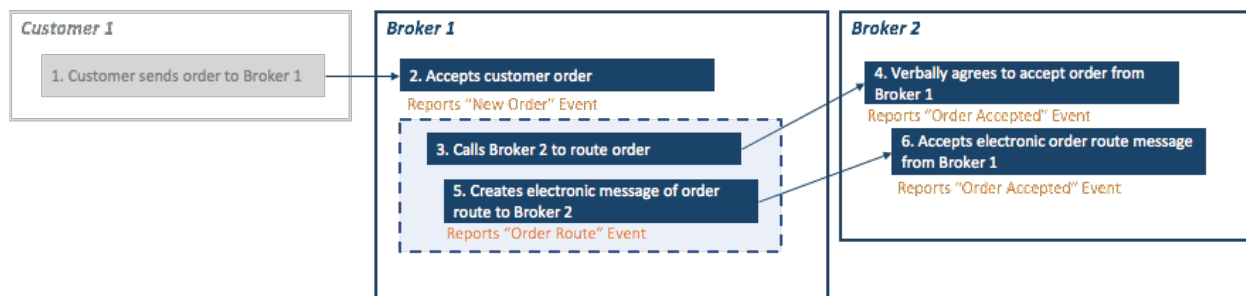 Customer 1
1. Customer sends order to Broker 1
Broker 1
2. Accepts customer order
Reports "New Order" Event
3. Calls Broker 2 to route order
5. Creates electronic message of order
route to Broker 2
Reports "Order Route" Event
Broker 2
4. Verbally agrees to accept order from
Broker 1
Reports "Order Accepted" Event
6. Accepts electronic order route message
from Broker 1
Reports "Order Accepted" Event